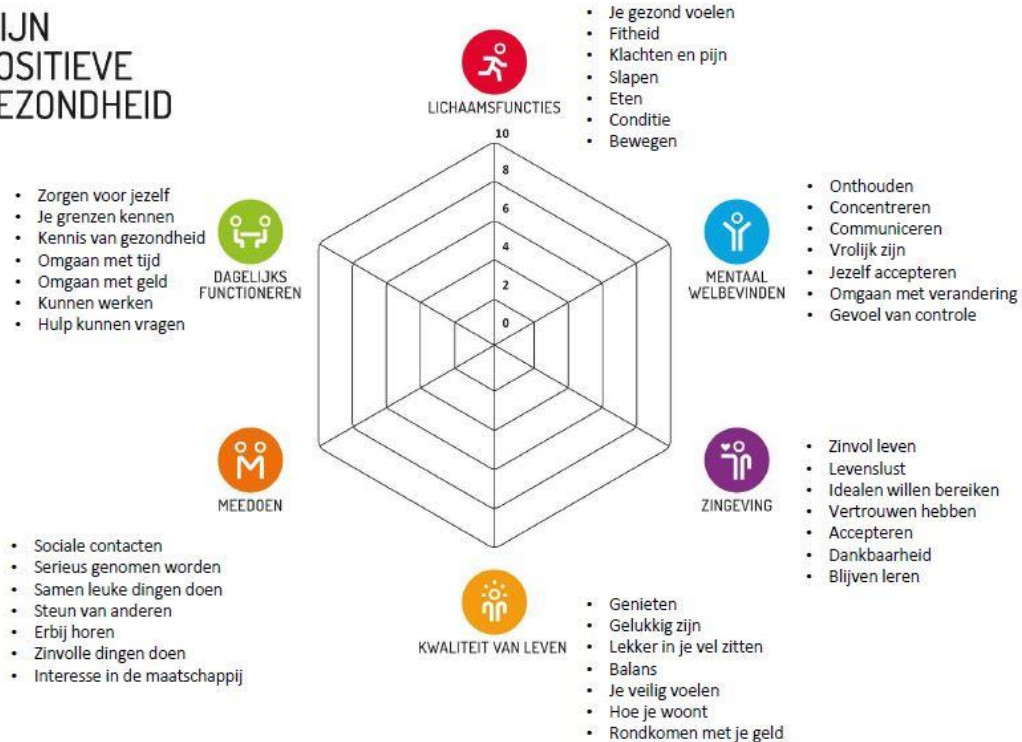 IJN
OSITIEVE
EZONDHEID
LICHAAMSFUNCTIES
• Je gezond voelen
• Fitheid
• Klachten en pijn
• Slapen
• Eten
• Conditie
• Bewegen
10
8
6
4
2
0
• Zorgen voor jezelf
• Je grenzen kennen
• Kennis van gezondheid
• Omgaan met tijd
• Omgaan met geld
• Kunnen werken
• Hulp kunnen vragen
DAGELIJKS
FUNCTIONEREN
MENTAAL
WELBEVINDEN
• Onthouden
• Concentreren
• Communiceren
• Vrolijk zijn
• Jezelf accepteren
• Omgaan met verandering
• Gevoel van controle
MEEDOEN
• Sociale contacten
• Serieus genomen worden
• Samen leuke dingen doen
• Steun van anderen
• Erbij horen
• Zinvolle dingen doen
• Interesse in de maatschappij
ZINGEVING
• Zinvol leven
• Levenslust
• Idealen willen bereiken
• Vertrouwen hebben
• Accepteren
• Dankbaarheid
• Blijven leren
KWALITEIT VAN LEVEN
• Genieten
• Gelukkig zijn
• Lekker in je vel zitten
• Balans
• Je veilig voelen
• Hoe je woont
• Rondkomen met je geld